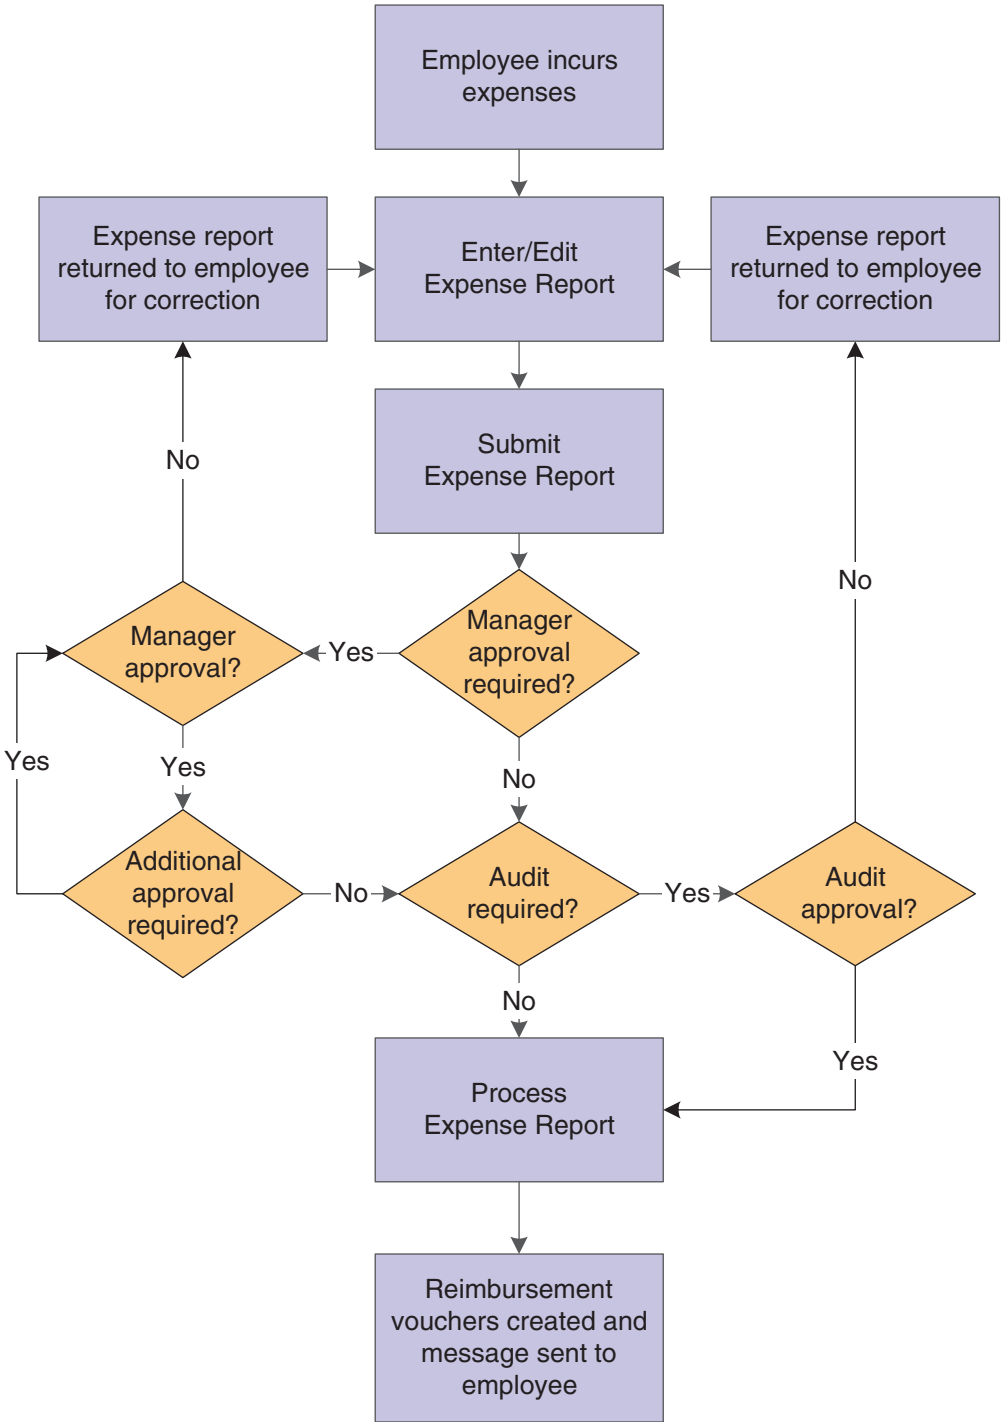 Employee incurs
expenses
Expense report
returned to employee
for correction
Enter/Edit
Expense Report
Expense report
returned to employee
for correction
Submit
Expense Report
No
No
Manager
approval?
Yes
Manager
approval
required?
Yes
Yes
No
Additional
approval
required?
No
Audit
required?
Yes
Audit
approval?
No
Yes
Process
Expense Report
Reimbursement
vouchers created and
message sent to
employee